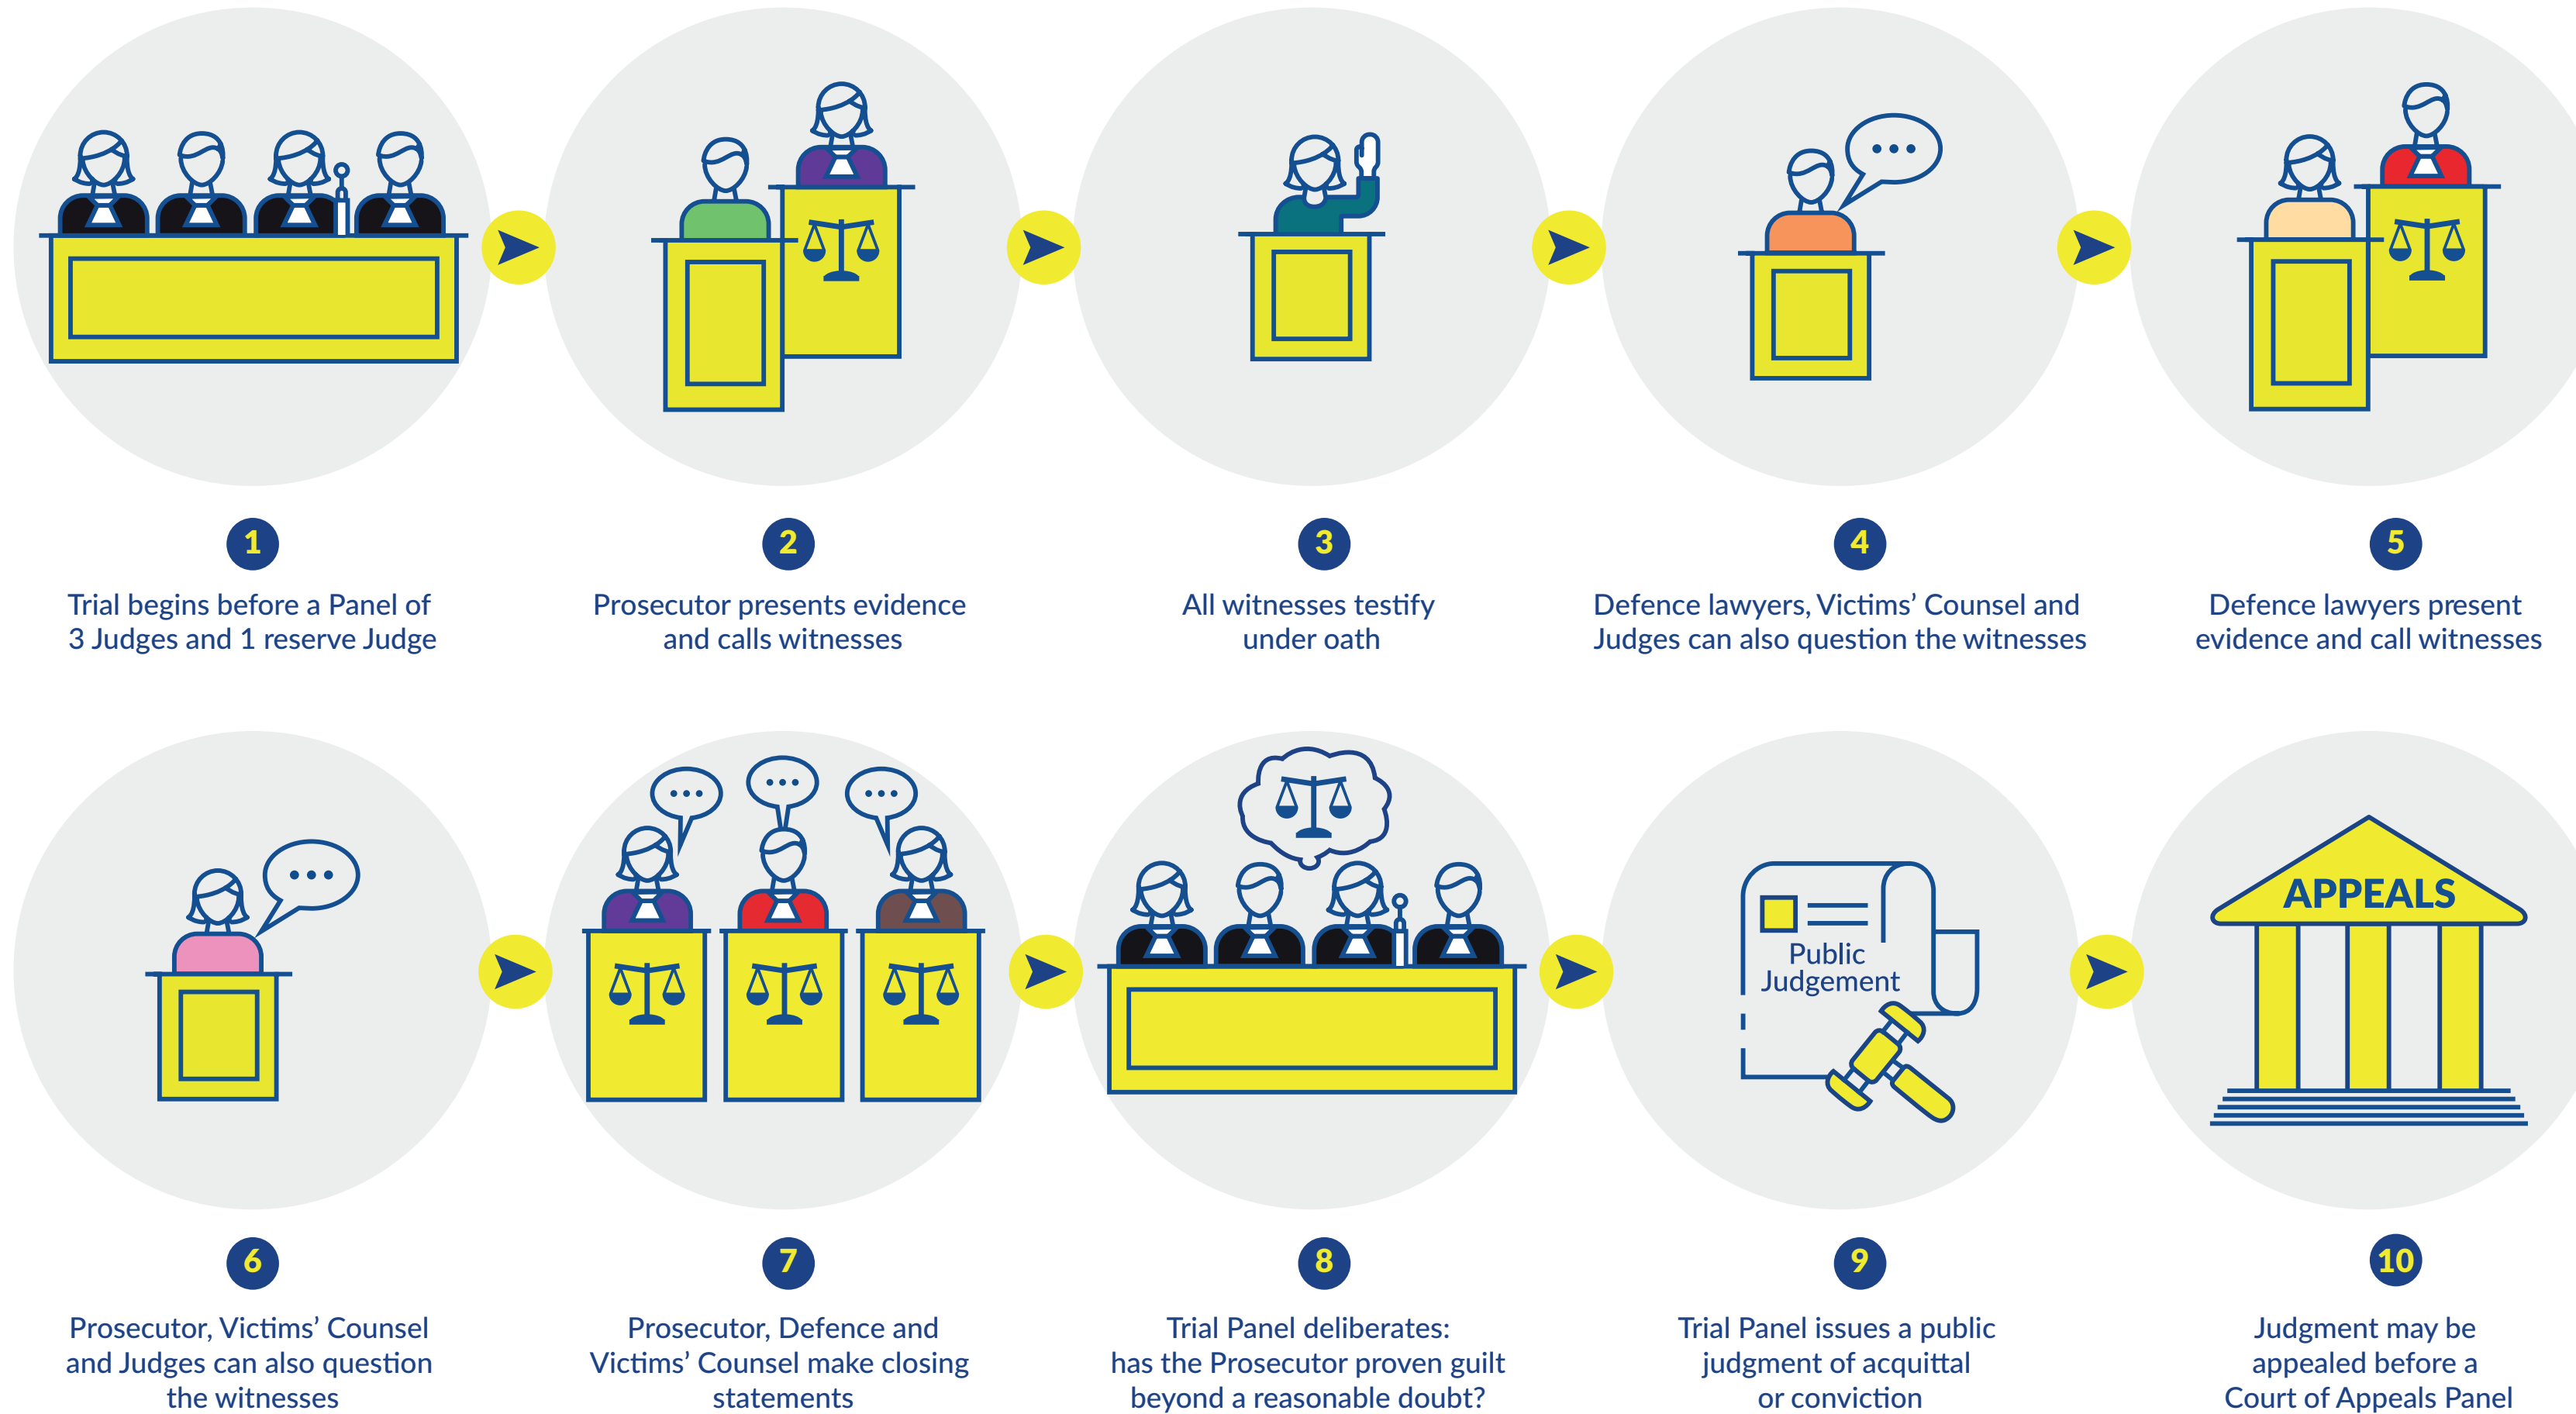 1
Trial begins before a Panel of
3 Judges and 1 reserve Judge
2
Prosecutor presents evidence
and calls witnesses
3
All witnesses testify
under oath
4
Defence lawyers, Victims’ Counsel and
Judges can also question the witnesses
5
Defence lawyers present
evidence and call witnesses
6
Prosecutor, Victims’ Counsel
and Judges can also question
the witnesses
7
Prosecutor, Defence and
Victims’ Counsel make closing
statements
8
Trial Panel deliberates:
has the Prosecutor proven guilt
beyond a reasonable doubt?
Public
Judgement
9
Trial Panel issues a public
judgment of acquittal
or conviction
APPEALS
10
Judgment may be
appealed before a
Court of Appeals Panel